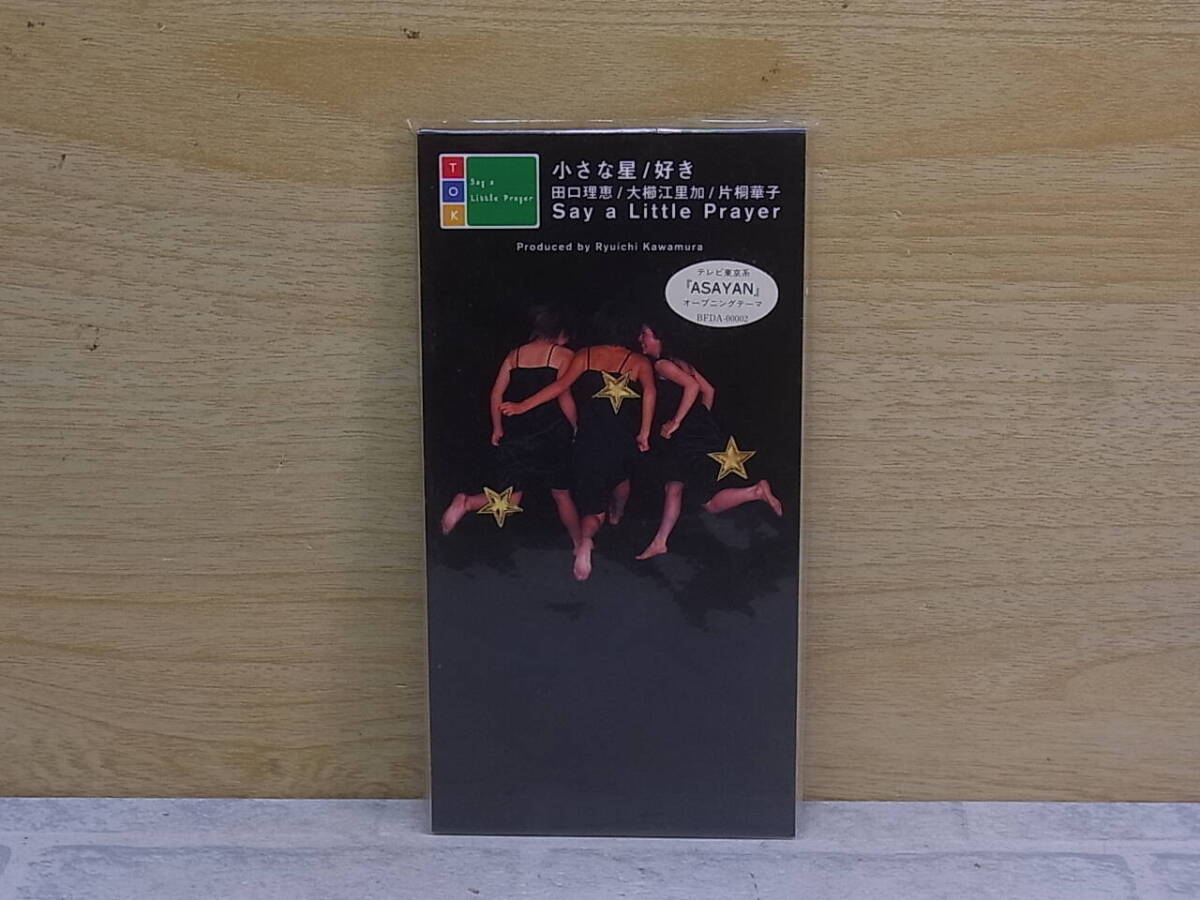 T
O
K
Say a
Little Prayer
小さな星/好き
田口理恵/大櫛江里加/片桐華子
Say a Little Prayer
Produced by Ryuichi Kawamura
テレビ東京系
『ASAYAN』
オープニングテーマ
BFDA-00002